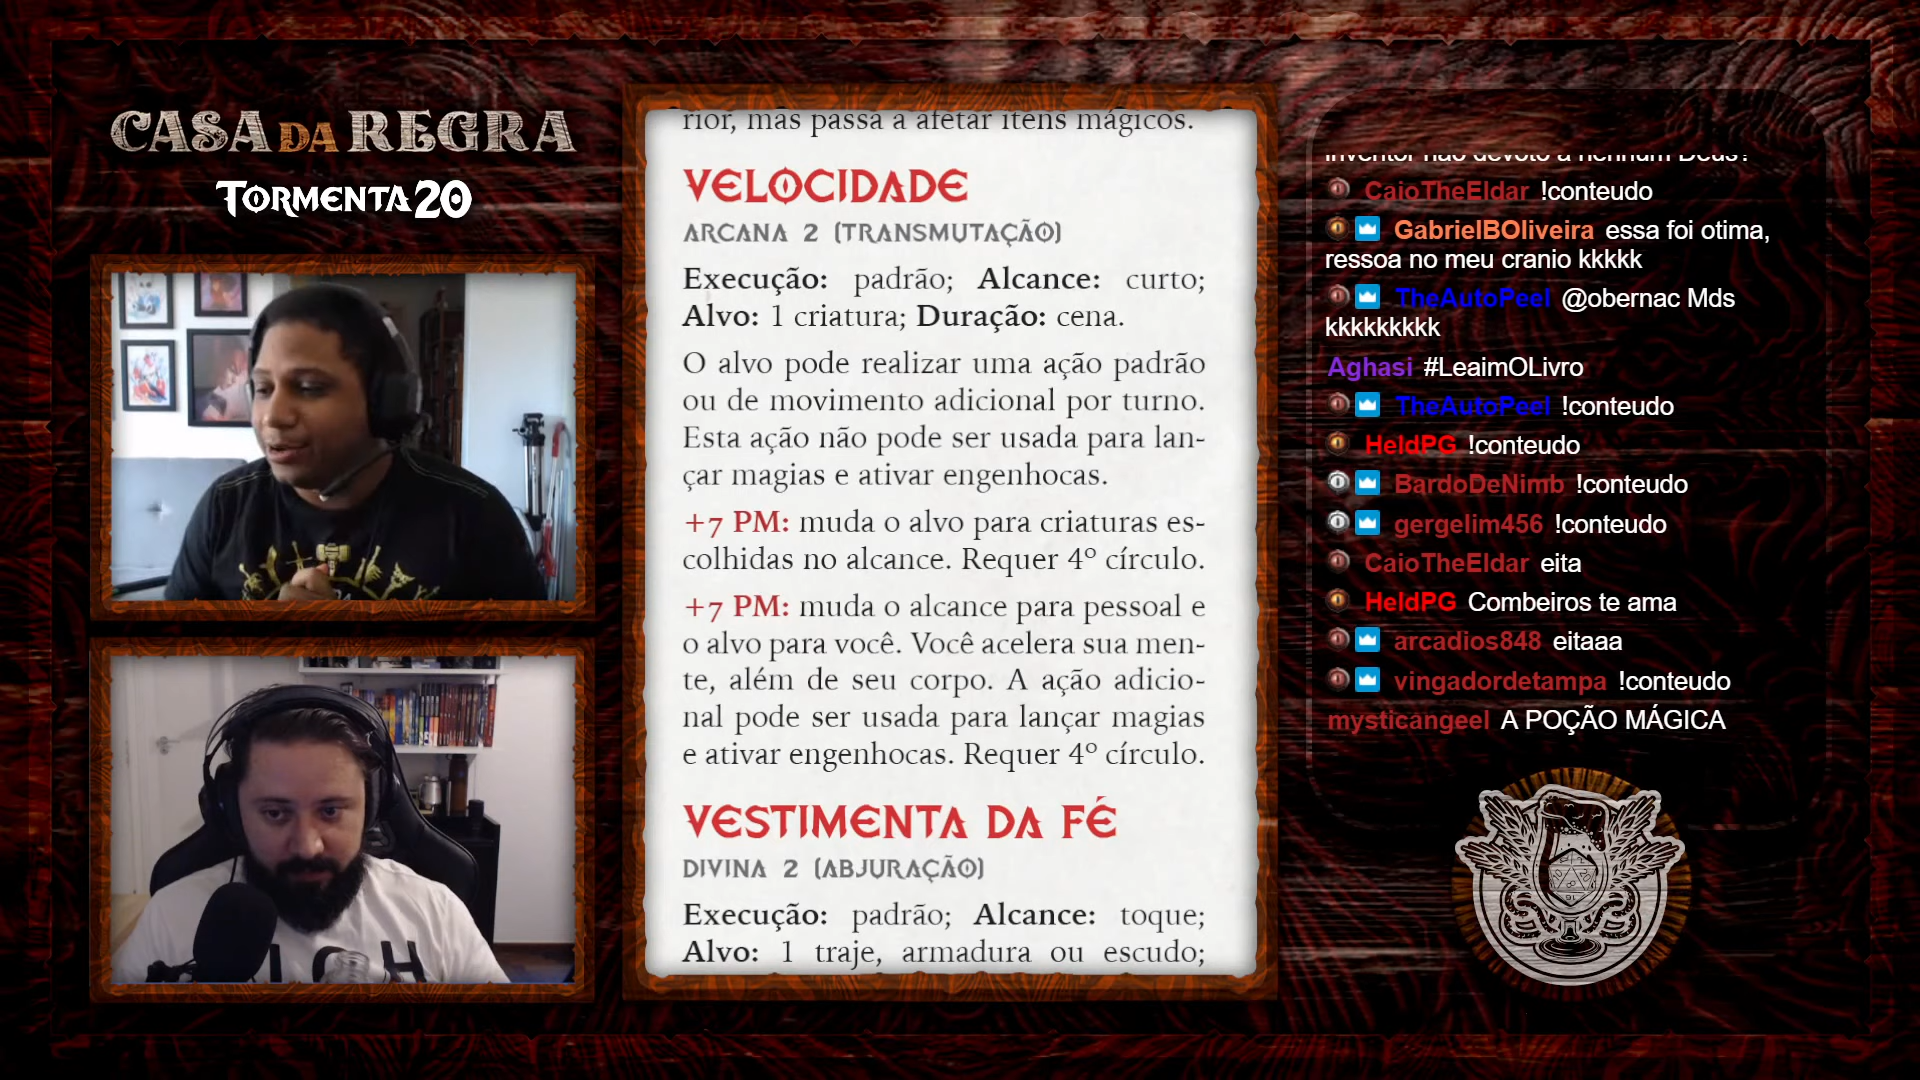 CASA DA REGRA
TORMENTA20
rior, mas passa a afetar itens mágicos.
VELOCIDADE
ARCANA 2 (TRANSMUTAÇÃO)
Execução: padrão; Alcance: curto;
Alvo: 1 criatura; Duração: cena.
O alvo pode realizar uma ação padrão
ou de movimento adicional por turno.
Esta ação não pode ser usada para lan-
çar magias e ativar engenhocas.
+7 PM: muda o alvo para criaturas es-
colhidas no alcance. Requer 4º círculo.
+7 PM: muda o alcance para pessoal e
o alvo para você. Você acelera sua men-
te, além de seu corpo. A ação adicio-
nal pode ser usada para lançar magias
e ativar engenhocas. Requer 4º círculo.
VESTIMENTA DA FÉ
DIVINA 2 (ABJURAÇÃO)
Execução: padrão; Alcance: toque;
Alvo: 1 traje, armadura ou escudo;
inventor não devoto a nenhum Deus?
CaioTheEldar !conteudo
GabrielBOliveira essa foi otima,
ressoa no meu cranio kkkkk
TheAutoPeel @obernac Mds
kkkkkkkkk
Aghasi #LeaimOLivro
TheAutoPeel !conteudo
HeldPG !conteudo
BardoDeNimb !conteudo
gergelim456 !conteudo
CaioTheEldar eita
HeldPG Combeiros te ama
arcadios848 eitaaa
vingadordetampa !conteudo
mysticangeel A POÇÃO MÁGICA